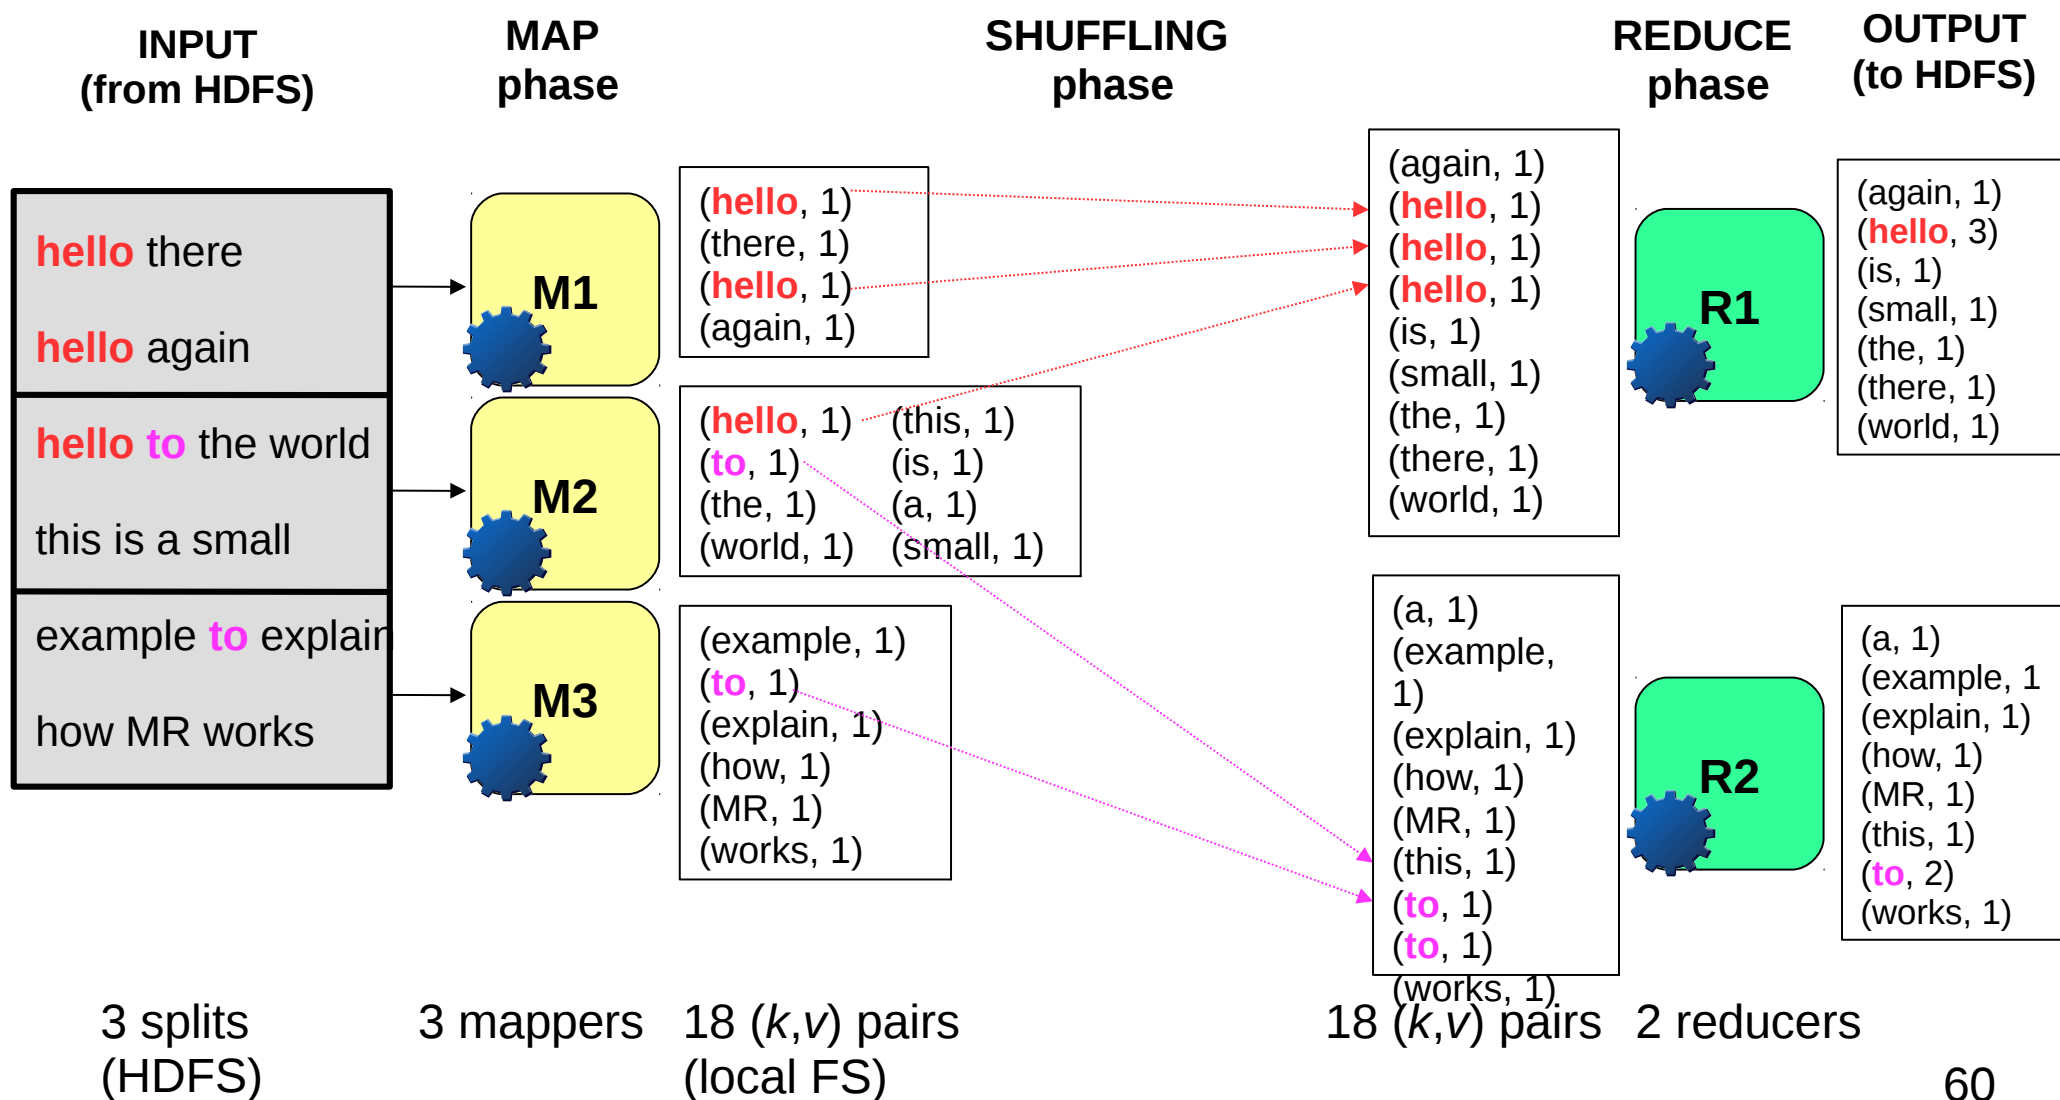 INPUT
(from HDFS)
MAP
phase
SHUFFLING
phase
REDUCE
phase
OUTPUT
(to HDFS)
hello there
hello again
hello to the world
this is a small
example to explain
how MR works
M1
M2
M3
(hello, 1)
(there, 1)
(hello, 1)
(again, 1)
(hello, 1) (this, 1)
(to, 1) (is, 1)
(the, 1) (a, 1)
(world, 1) (small, 1)
(example, 1)
(to, 1)
(explain, 1)
(how, 1)
(MR, 1)
(works, 1)
(again, 1)
(hello, 1)
(hello, 1)
(hello, 1)
(is, 1)
(small, 1)
(the, 1)
(there, 1)
(world, 1)
(a, 1)
(example,
1)
(explain, 1)
(how, 1)
(MR, 1)
(this, 1)
(to, 1)
(to, 1)
(works, 1)
R1
R2
(again, 1)
(hello, 3)
(is, 1)
(small, 1)
(the, 1)
(there, 1)
(world, 1)
(a, 1)
(example, 1
(explain, 1)
(how, 1)
(MR, 1)
(this, 1)
(to, 2)
(works, 1)
3 splits
(HDFS)
3 mappers
18 (k,v) pairs
(local FS)
18 (k,v) pairs
2 reducers
60